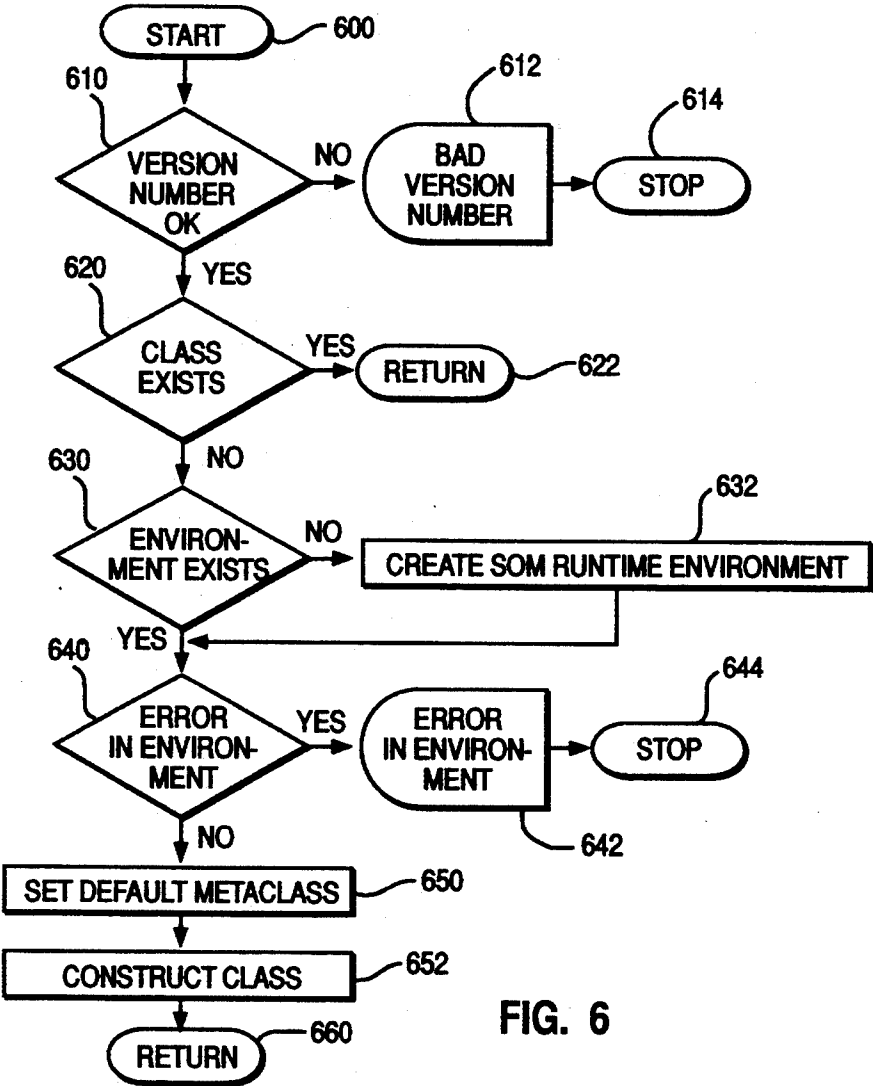 START
600
610
VERSION
NUMBER
OK
NO
612
BAD
VERSION
NUMBER
614
STOP
YES
620
CLASS
EXISTS
YES
RETURN
622
NO
630
ENVIRON-
MENT EXISTS
NO
632
CREATE SOM RUNTIME ENVIRONMENT
YES
640
ERROR
IN ENVIRON-
MENT
YES
ERROR
IN ENVIRON-
MENT
642
644
STOP
NO
SET DEFAULT METACLASS
650
CONSTRUCT CLASS
652
RETURN
660
FIG. 6